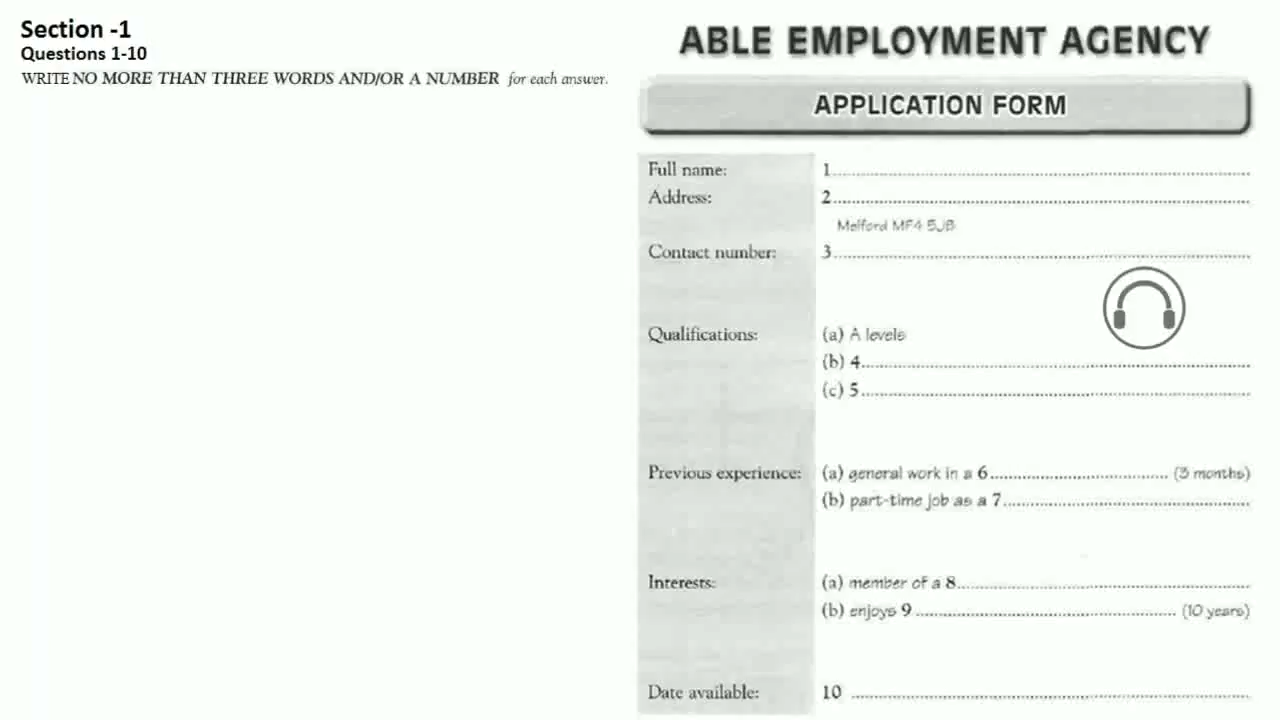 Section -1
Questions 1-10
WRITE NO MORE THAN THREE WORDS AND/OR A NUMBER for each answer.
ABLE EMPLOYMENT AGENCY
APPLICATION FORM
Full name: 1
Address: 2
Melford MF4 5JB
Contact number: 3
Qualifications: (a) A levels
(b) 4
(c) 5
Previous experience: (a) general work in a 6 (3 months)
(b) part-time job as a 7
Interests: (a) member of a 8
(b) enjoys 9 (10 years)
Date available: 10